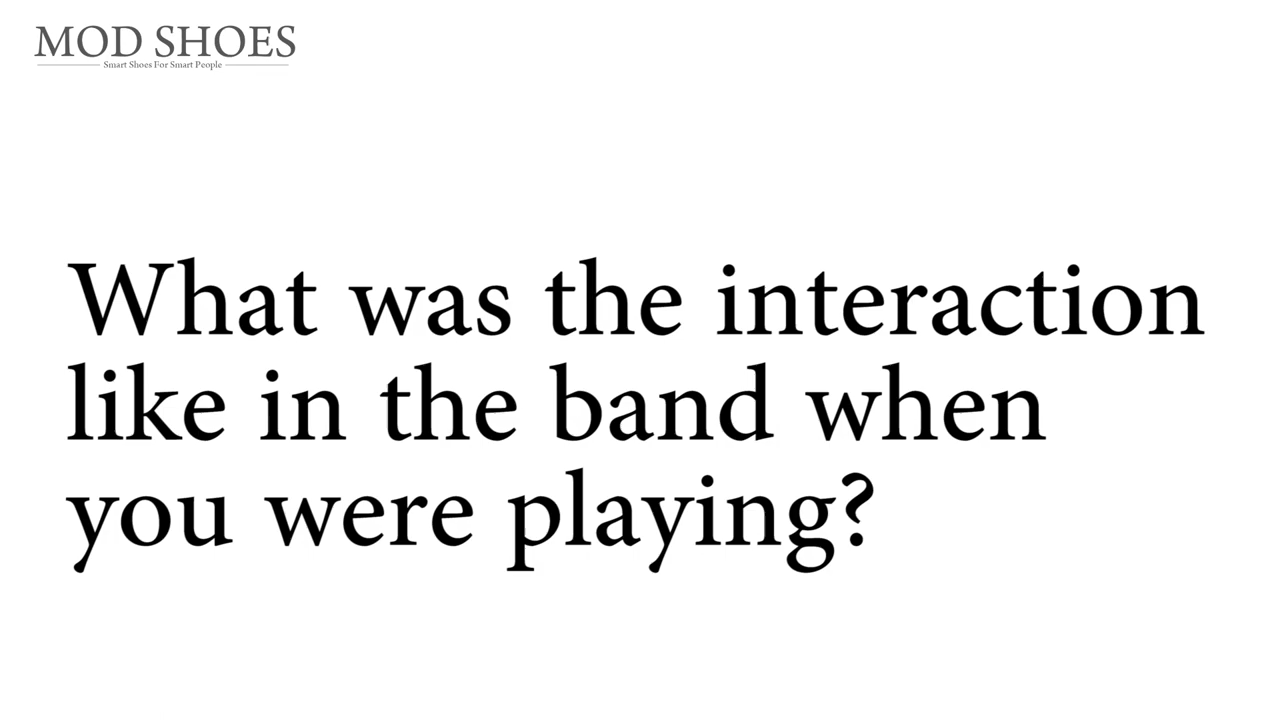 MOD SHOES
Smart Shoes For Smart People
What was the interaction
like in the band when
you were playing?